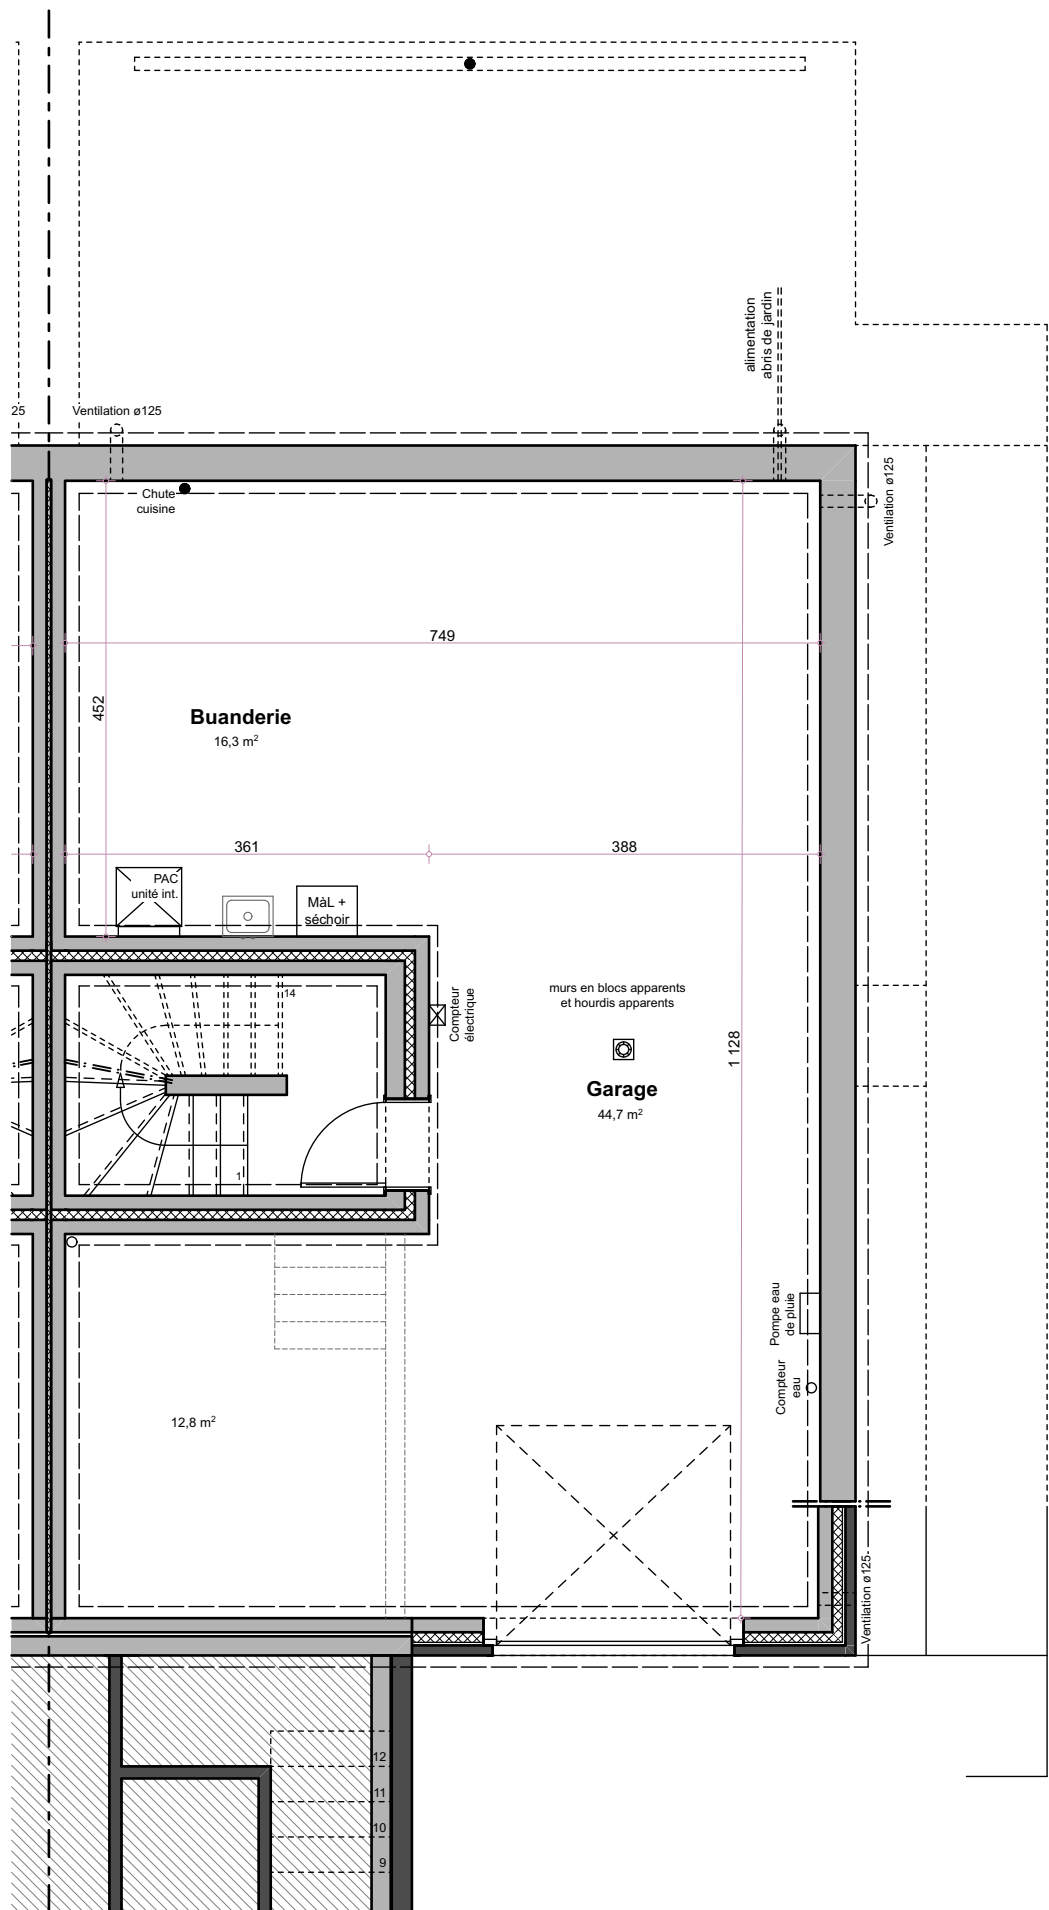 alimentation
abris de jardin
25
Ventilation ø125
Ventilation ø125
Chute
cuisine
749
452
Buanderie
16,3 m²
361
388
PAC
unité int.
MàL +
séchoir
14
Compteur
électrique
murs en blocs apparents
et hourdis apparents
1 128
Garage
44,7 m²
1
Pompe eau
de pluie
Compteur
eau
12,8 m²
Ventilation ø125
12
11
10
9